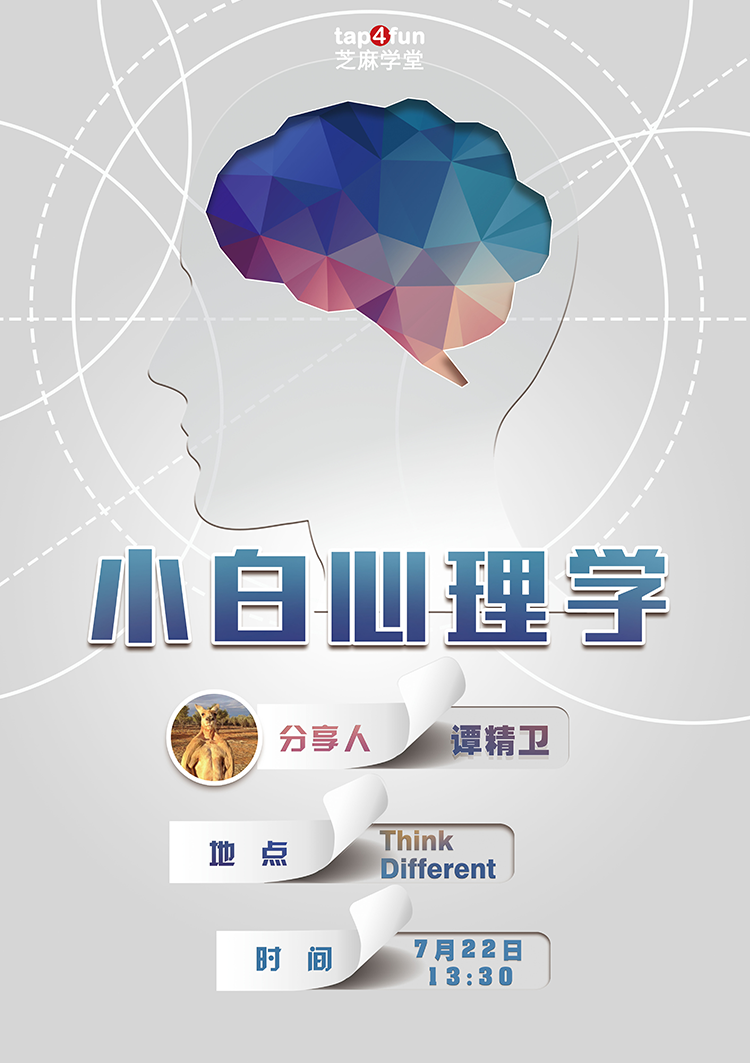 tap4fun
芝麻学堂
小白心理学
分享人 谭精卫
地点 Think
Different
时间 7月22日
13:30